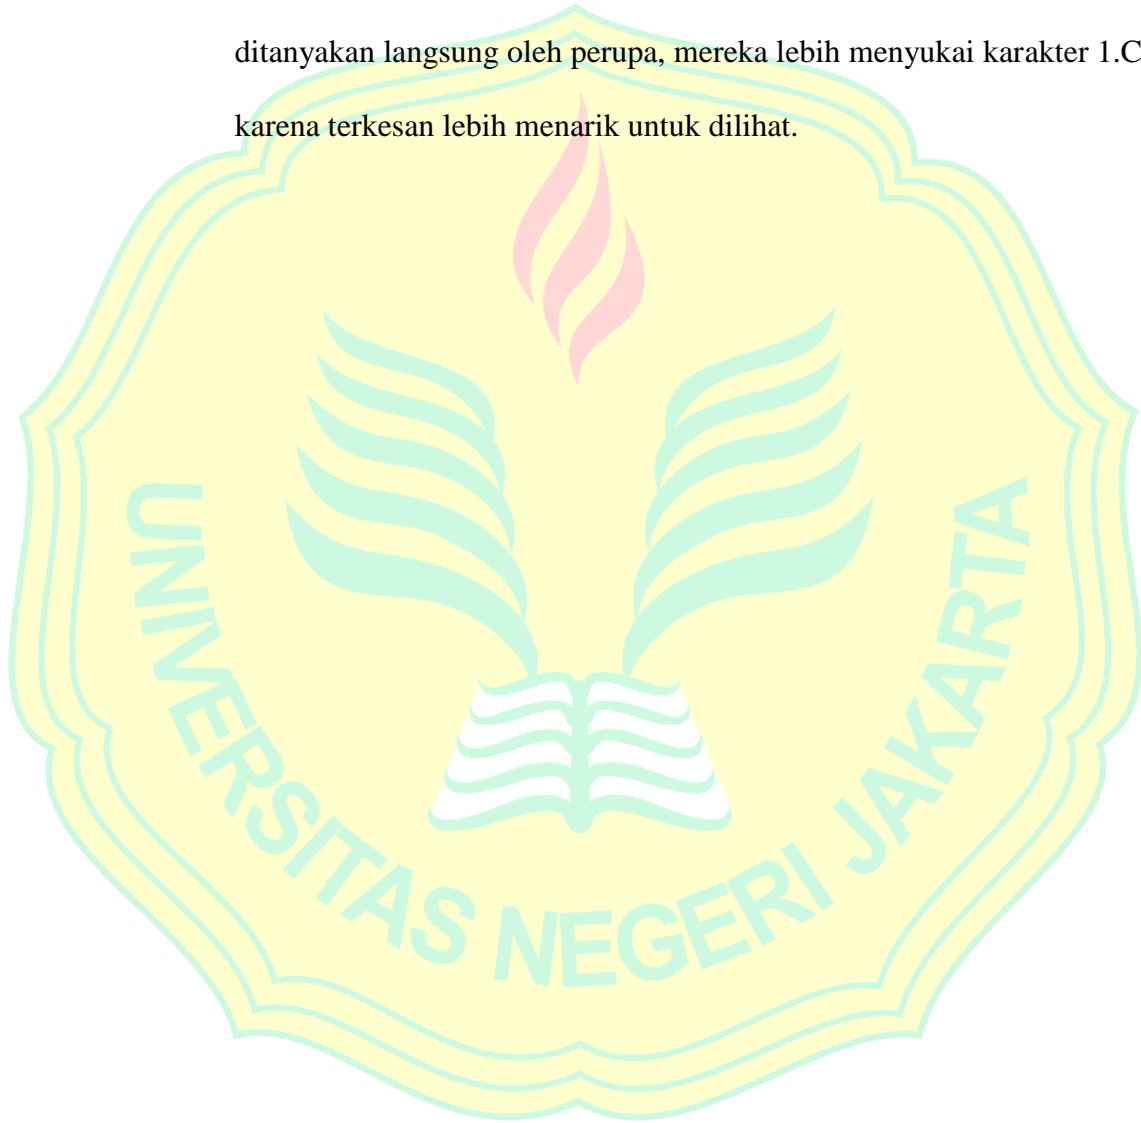 ditanyakan langsung oleh perupa, mereka lebih menyukai karakter 1.C
karena terkesan lebih menarik untuk dilihat.
UNIVERSITAS NEGERI JAKARTA